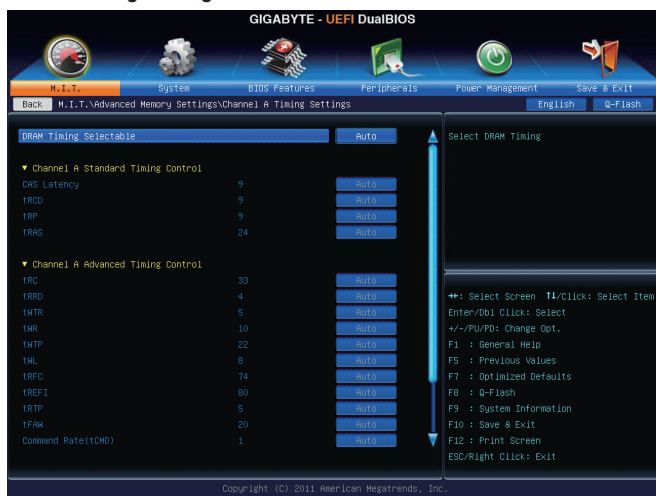 GIGABYTE - UEFI DualBIOS
M.I.T. System BIOS Features Peripherals Power Management Save & Exit
Back M.I.T.\Advanced Memory Settings\Channel A Timing Settings English Q-Flash
DRAM Timing Selectable Auto
▼ Channel A Standard Timing Control
CAS Latency 9 Auto
tRCD 9 Auto
tRP 9 Auto
tRAS 24 Auto
▼ Channel A Advanced Timing Control
tRC 33 Auto
tRRD 4 Auto
tWTR 5 Auto
tWR 10 Auto
tWTP 22 Auto
tWL 8 Auto
tRFC 74 Auto
tREFI 80 Auto
tRTP 5 Auto
tFAW 20 Auto
Command Rate(tCMD) 1 Auto
Select DRAM Timing
→←: Select Screen ↑↓/Click: Select Item
Enter/Dbl Click: Select
+/-/PU/PD: Change Opt.
F1 : General Help
F5 : Previous Values
F7 : Optimized Defaults
F8 : Q-Flash
F9 : System Information
F10 : Save & Exit
F12 : Print Screen
ESC/Right Click: Exit
Copyright (C) 2011 American Megatrends, Inc.